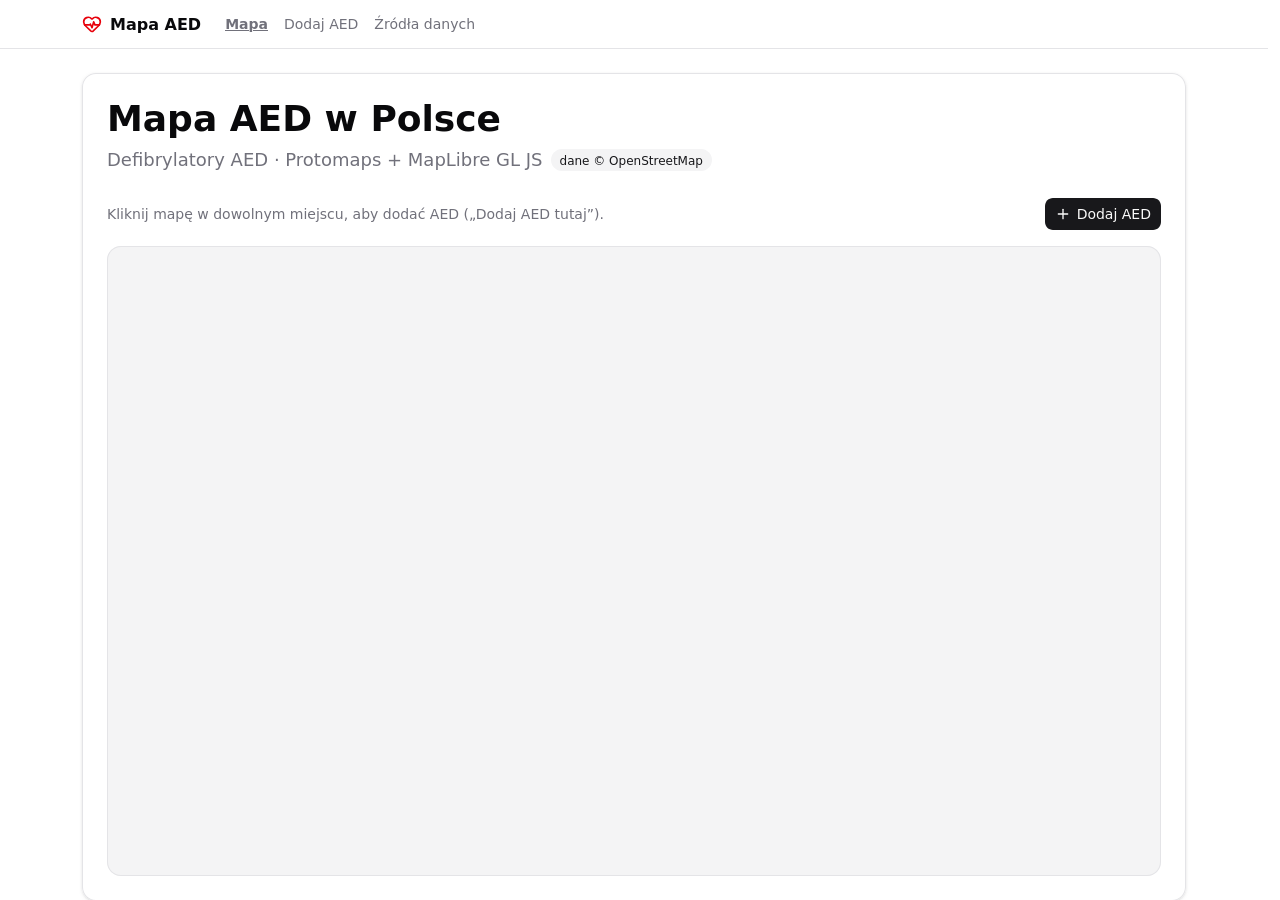 Mapa AED
Mapa
Dodaj AED
Źródła danych
Mapa AED w Polsce
Defibrylatory AED · Protomaps + MapLibre GL JS
dane © OpenStreetMap
Kliknij mapę w dowolnym miejscu, aby dodać AED („Dodaj AED tutaj”).
Dodaj AED